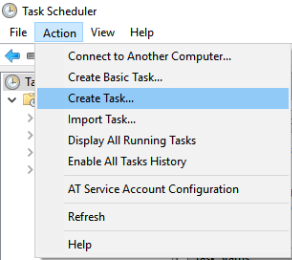 Task Scheduler
File Action View Help
Connect to Another Computer...
Create Basic Task...
Create Task...
Import Task...
Display All Running Tasks
Enable All Tasks History
AT Service Account Configuration
Refresh
Help